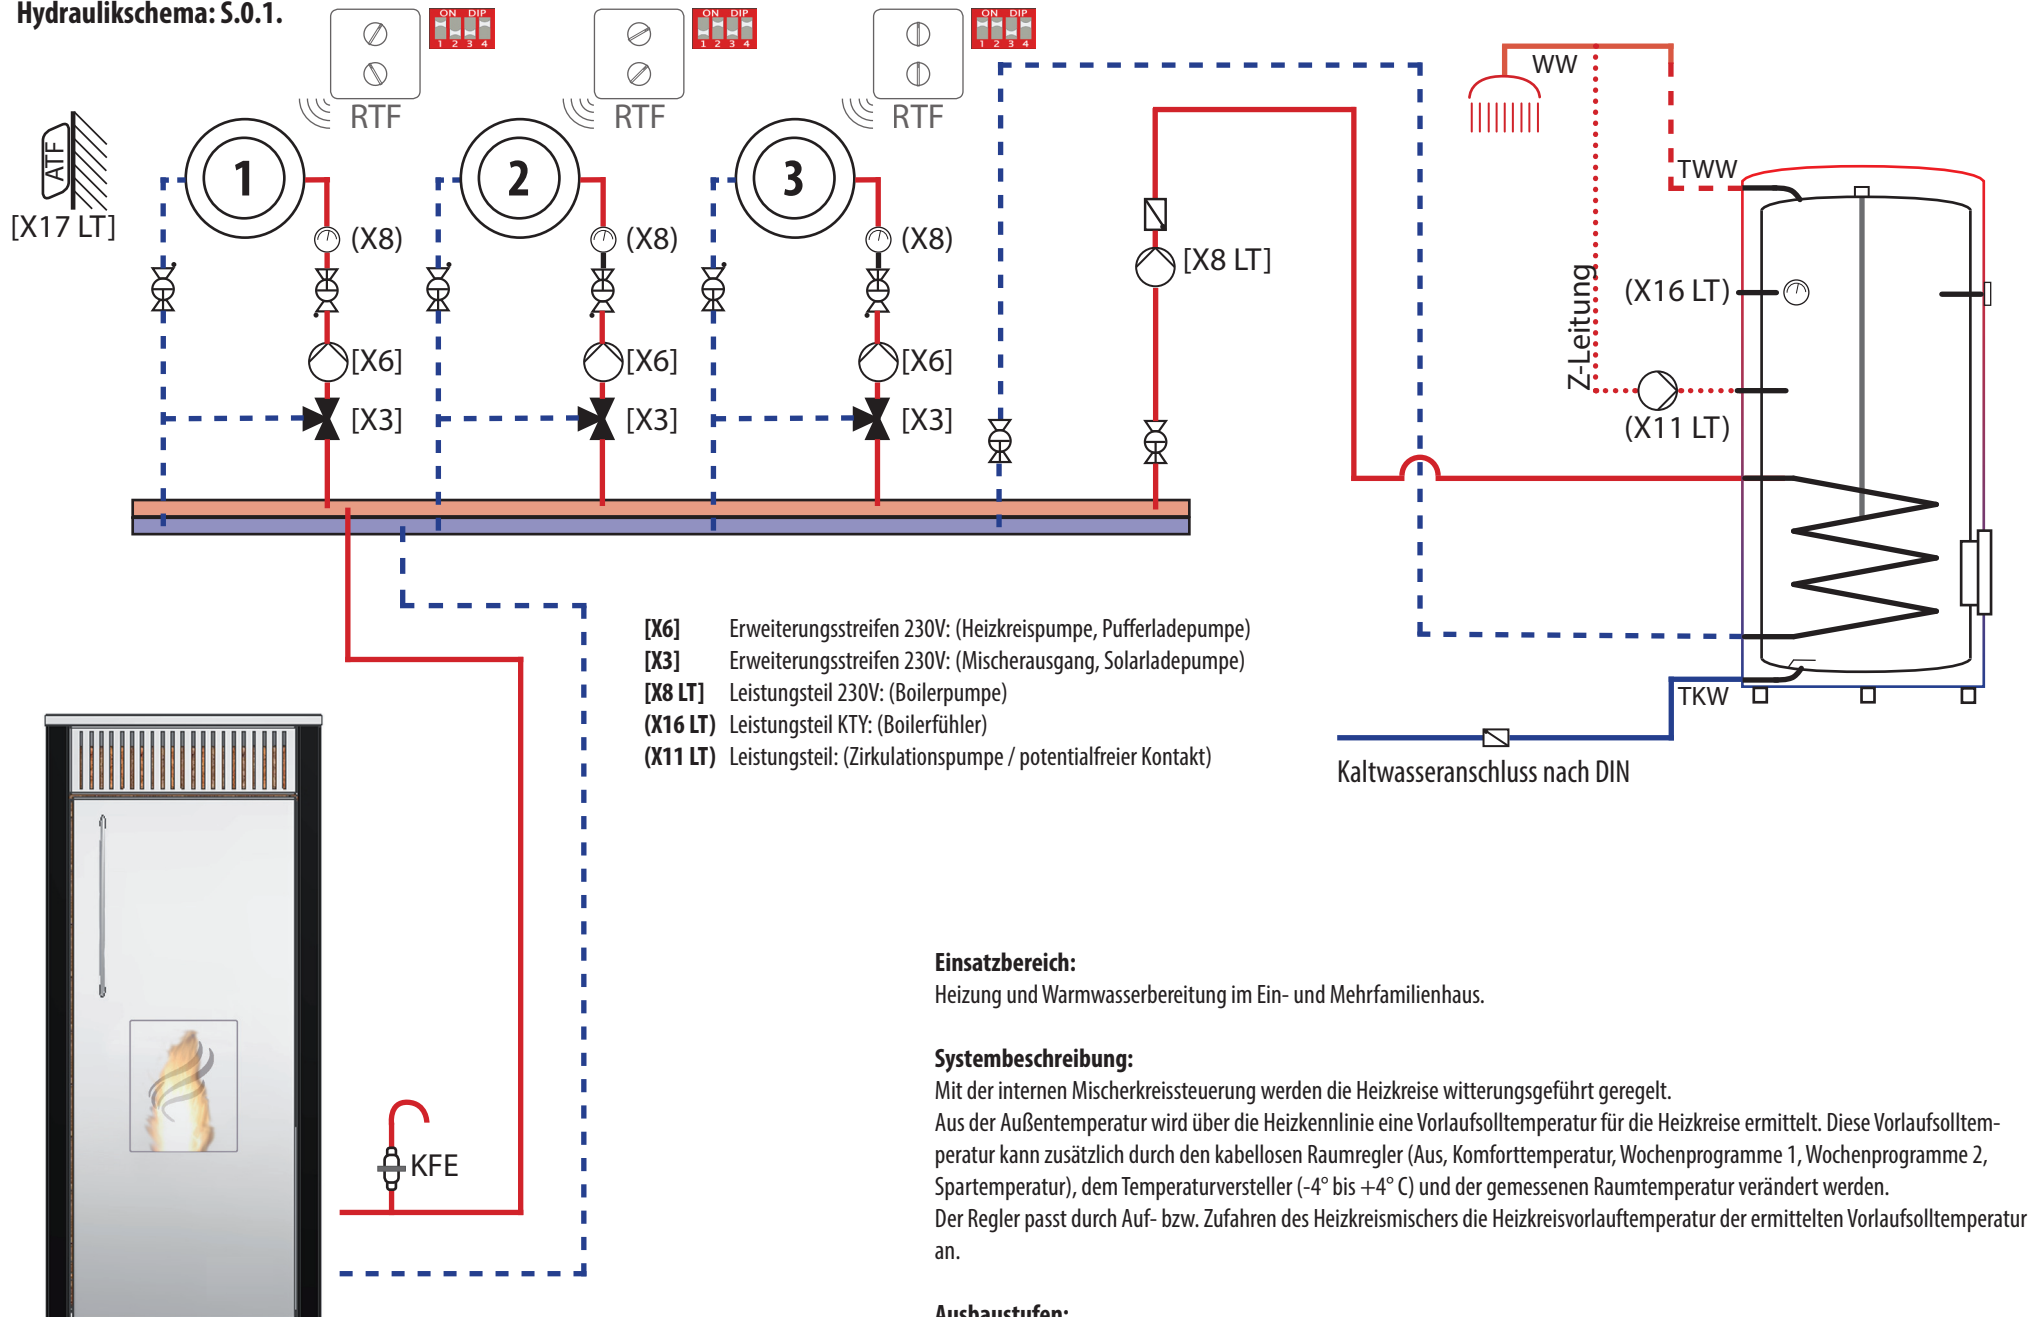 Hydraulikschema: S.0.1.
ON DIP
1 2 3 4
ON DIP
1 2 3 4
ON DIP
1 2 3 4
RTF
RTF
RTF
WW
TWW
ATF
[X17 LT]
1
2
3
(X8)
(X8)
(X8)
[X8 LT]
Z-Leitung
(X16 LT)
[X6]
[X6]
[X6]
[X3]
[X3]
[X3]
(X11 LT)
[X6] Erweiterungsstreifen 230V: (Heizkreispumpe, Pufferladepumpe)
[X3] Erweiterungsstreifen 230V: (Mischerausgang, Solarladepumpe)
[X8 LT] Leistungsteil 230V: (Boilerpumpe)
(X16 LT) Leistungsteil KTY: (Boilerfühler)
(X11 LT) Leistungsteil: (Zirkulationspumpe / potentialfreier Kontakt)
TKW
Kaltwasseranschluss nach DIN
KFE
Einsatzbereich:
Heizung und Warmwasserbereitung im Ein- und Mehrfamilienhaus.
Systembeschreibung:
Mit der internen Mischerkreissteuerung werden die Heizkreise witterungsgeführt geregelt.
Aus der Außentemperatur wird über die Heizkennlinie eine Vorlaufsolltemperatur für die Heizkreise ermittelt. Diese Vorlaufsolltem-
peratur kann zusätzlich durch den kabellosen Raumregler (Aus, Komforttemperatur, Wochenprogramme 1, Wochenprogramme 2,
Spartemperatur), dem Temperaturversteller (-4° bis +4° C) und der gemessenen Raumtemperatur verändert werden.
Der Regler passt durch Auf- bzw. Zufahren des Heizkreismischers die Heizkreisvorlauftemperatur der ermittelten Vorlaufsolltemperatur
an.
Ausbaustufen: